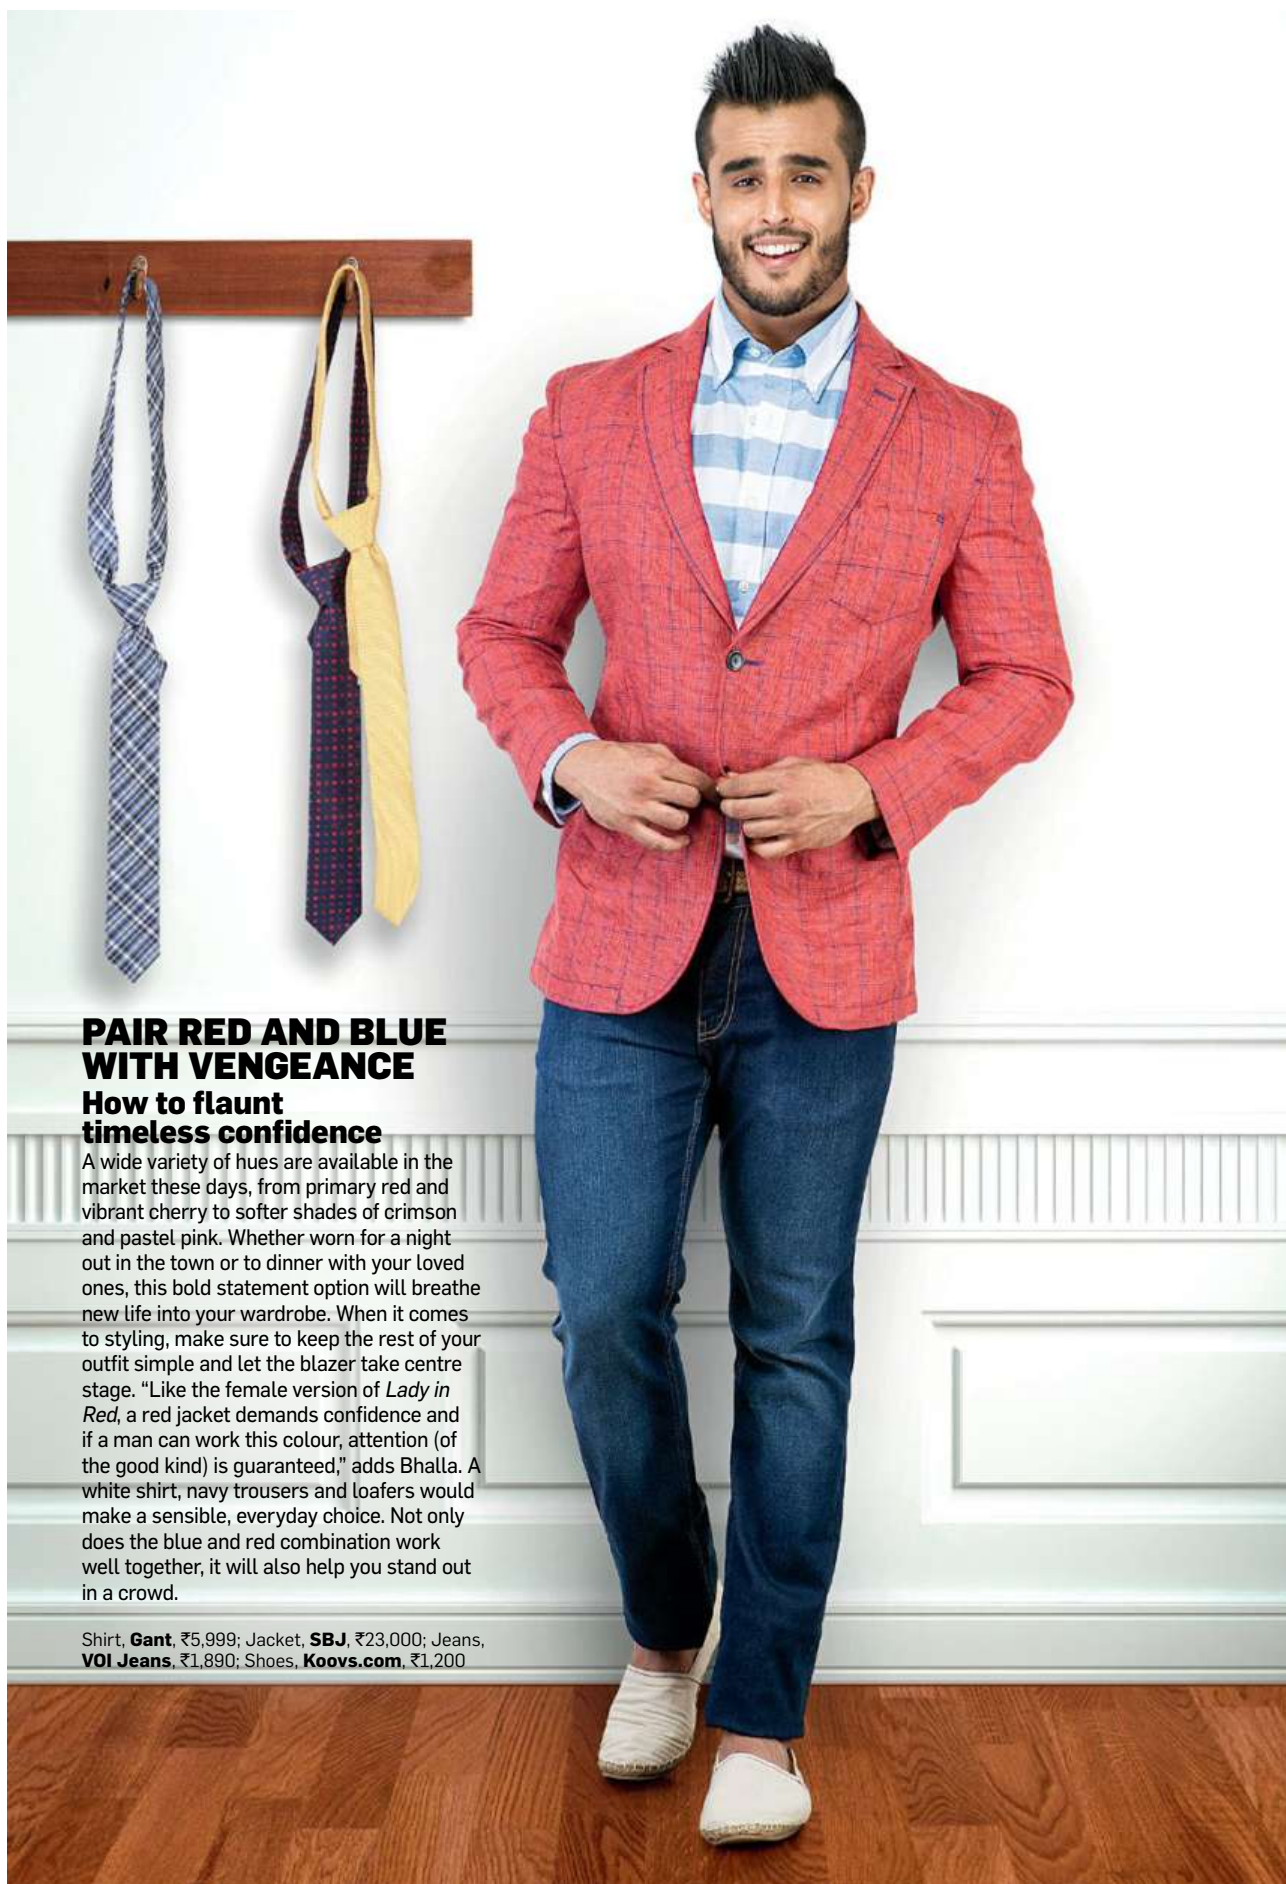 PAIR RED AND BLUE
WITH VENGEANCE
How to flaunt
timeless confidence
A wide variety of hues are available in the
market these days, from primary red and
vibrant cherry to softer shades of crimson
and pastel pink. Whether worn for a night
out in the town or to dinner with your loved
ones, this bold statement option will breathe
new life into your wardrobe. When it comes
to styling, make sure to keep the rest of your
outfit simple and let the blazer take centre
stage. “Like the female version of Lady in
Red, a red jacket demands confidence and
if a man can work this colour, attention (of
the good kind) is guaranteed,” adds Bhalla. A
white shirt, navy trousers and loafers would
make a sensible, everyday choice. Not only
does the blue and red combination work
well together, it will also help you stand out
in a crowd.
Shirt, Gant, ₹5,999; Jacket, SBJ, ₹23,000; Jeans,
VOI Jeans, ₹1,890; Shoes, Koovs.com, ₹1,200